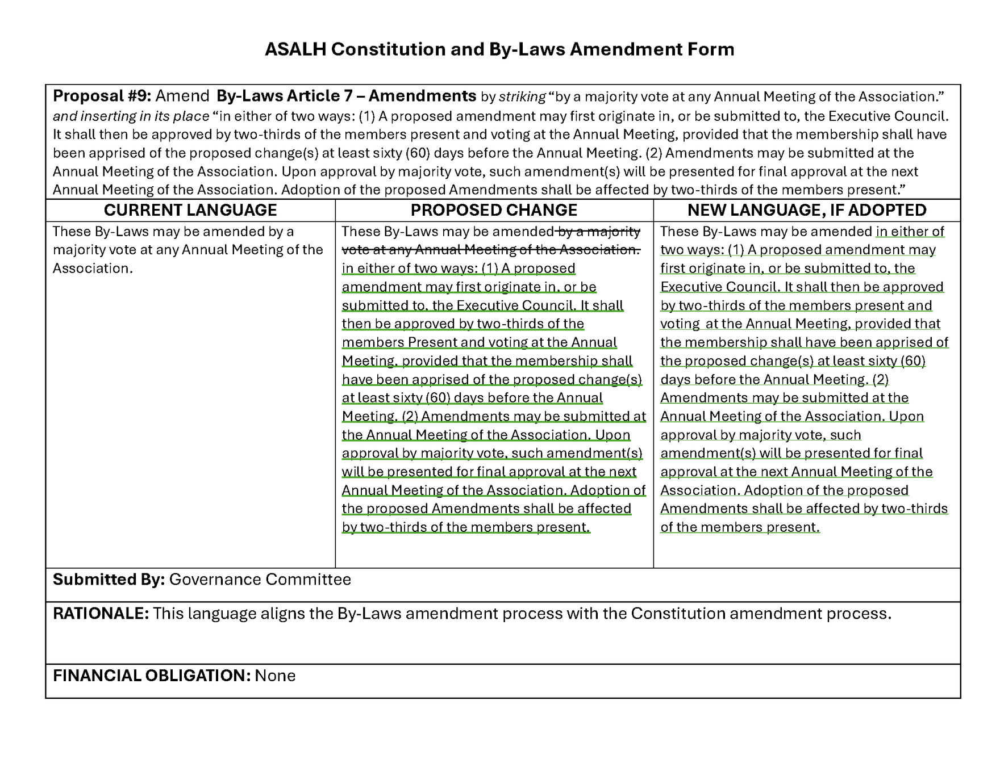 ASALH Constitution and By-Laws Amendment Form
Proposal #9: Amend By-Laws Article 7 – Amendments by striking “by a majority vote at any Annual Meeting of the Association.”
and inserting in its place “in either of two ways: (1) A proposed amendment may first originate in, or be submitted to, the Executive Council.
It shall then be approved by two-thirds of the members present and voting at the Annual Meeting, provided that the membership shall have
been apprised of the proposed change(s) at least sixty (60) days before the Annual Meeting. (2) Amendments may be submitted at the
Annual Meeting of the Association. Upon approval by majority vote, such amendment(s) will be presented for final approval at the next
Annual Meeting of the Association. Adoption of the proposed Amendments shall be affected by two-thirds of the members present.”
CURRENT LANGUAGE
These By-Laws may be amended by a
majority vote at any Annual Meeting of the
Association.
PROPOSED CHANGE
These By-Laws may be amended by a majority
vote at any Annual Meeting of the Association.
in either of two ways: (1) A proposed
amendment may first originate in, or be
submitted to, the Executive Council. It shall
then be approved by two-thirds of the
members Present and voting at the Annual
Meeting, provided that the membership shall
have been apprised of the proposed change(s)
at least sixty (60) days before the Annual
Meeting. (2) Amendments may be submitted at
the Annual Meeting of the Association. Upon
approval by majority vote, such amendment(s)
will be presented for final approval at the next
Annual Meeting of the Association. Adoption of
the proposed Amendments shall be affected
by two-thirds of the members present.
NEW LANGUAGE, IF ADOPTED
These By-Laws may be amended in either of
two ways: (1) A proposed amendment may
first originate in, or be submitted to, the
Executive Council. It shall then be approved
by two-thirds of the members present and
voting at the Annual Meeting, provided that
the membership shall have been apprised of
the proposed change(s) at least sixty (60)
days before the Annual Meeting. (2)
Amendments may be submitted at the
Annual Meeting of the Association. Upon
approval by majority vote, such
amendment(s) will be presented for final
approval at the next Annual Meeting of the
Association. Adoption of the proposed
Amendments shall be affected by two-thirds
of the members present.
Submitted By: Governance Committee
RATIONALE: This language aligns the By-Laws amendment process with the Constitution amendment process.
FINANCIAL OBLIGATION: None